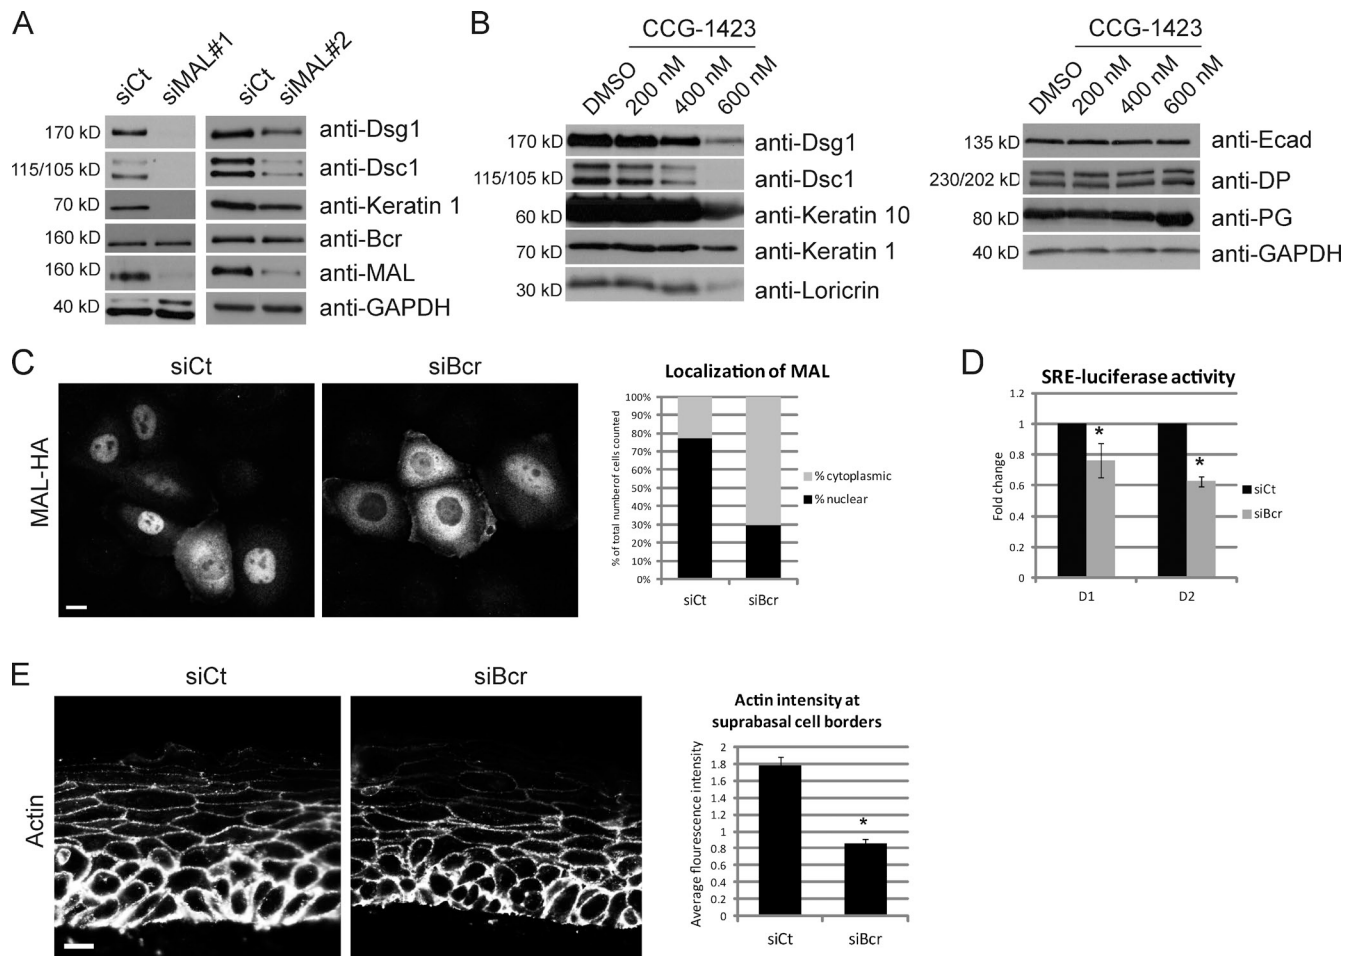 A
siCt
siMAL#1
siCt
siMAL#2
170 kD
anti-Dsg1
115/105 kD
anti-Dsc1
70 kD
anti-Keratin 1
160 kD
anti-Bcr
160 kD
anti-MAL
40 kD
anti-GAPDH
B
CCG-1423
DMSO
200 nM
400 nM
600 nM
170 kD
anti-Dsg1
115/105 kD
anti-Dsc1
60 kD
anti-Keratin 10
70 kD
anti-Keratin 1
30 kD
anti-Loricrin
CCG-1423
DMSO
200 nM
400 nM
600 nM
135 kD
anti-Ecad
230/202 kD
anti-DP
80 kD
anti-PG
40 kD
anti-GAPDH
C
siCt
siBcr
MAL-HA
Localization of MAL
% of total number of cells counted
100%
90%
80%
70%
60%
50%
40%
30%
20%
10%
0%
siCt
siBcr
% cytoplasmic
% nuclear
D
SRE-luciferase activity
Fold change
1.2
1
0.8
0.6
0.4
0.2
0
*
*
D1
D2
siCt
siBcr
E
siCt
siBcr
Actin
Actin intensity at
suprabasal cell borders
Average flourescence intensity
2
1.8
1.6
1.4
1.2
1
0.8
0.6
0.4
0.2
0
*
siCt
siBcr